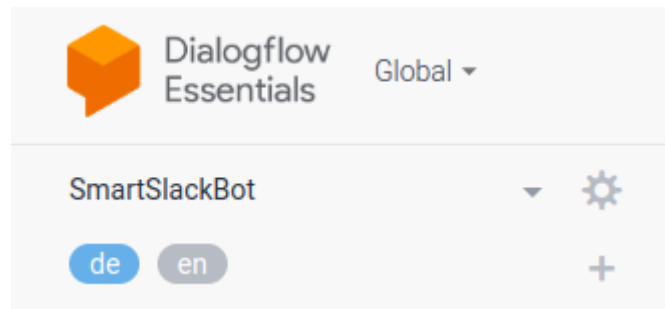 Dialogflow
Essentials
Global
SmartSlackBot
de en